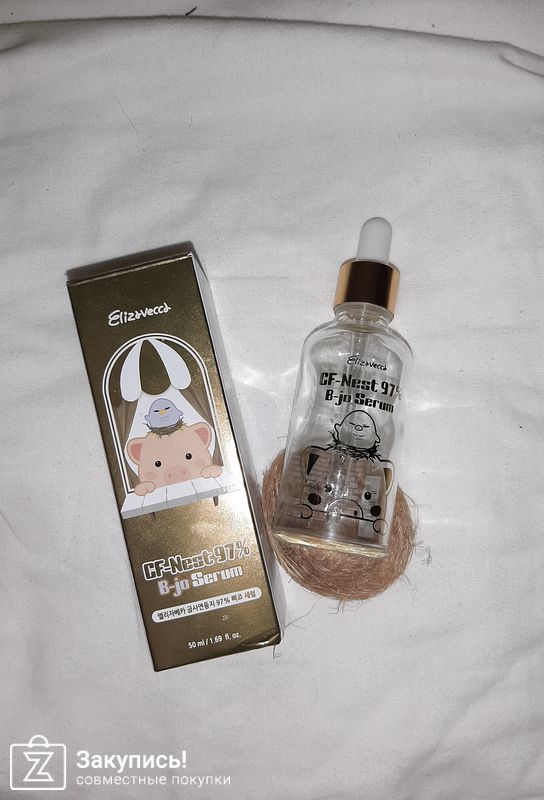 Elizavecca
CF-Nest 97%
B-jo Serum
엘리자베카 금사연둥지 97% 삐죠 세럼
50 ml / 1.69 fl. oz.
Elizavecca
CF-Nest 97%
B-jo Serum
Закупись!
совместные покупки